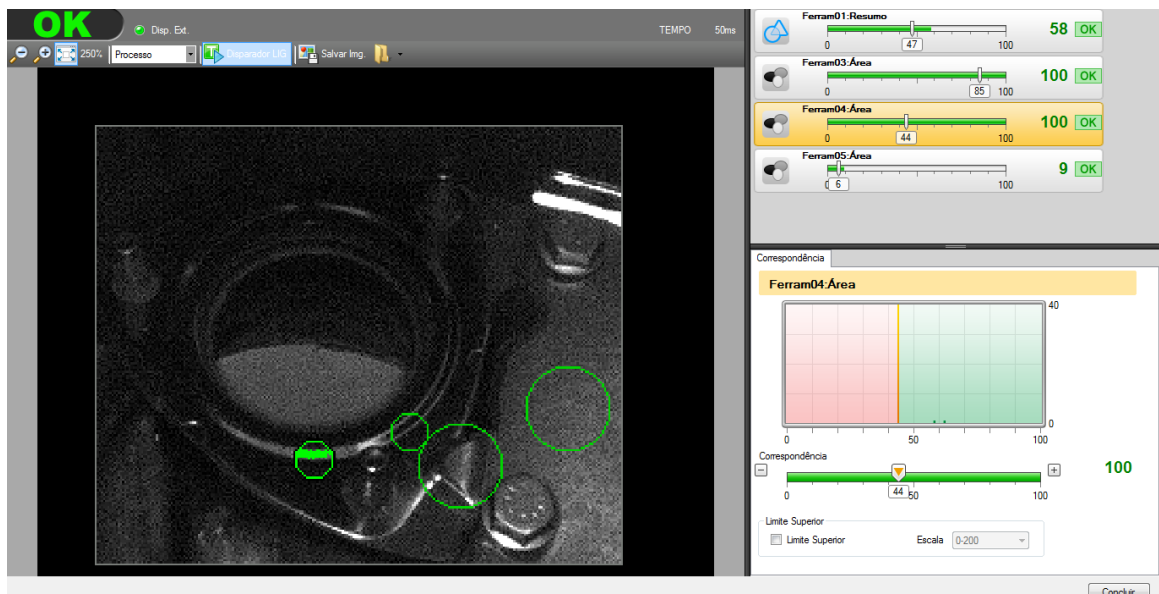 OK
Disp. Ext.
TEMPO 50ms
250% Processo Disparador LIG Salvar Img.
Ferram01:Resumo
58 OK
0 47 100
Ferram03:Área
100 OK
0 85 100
Ferram04:Área
100 OK
0 44 100
Ferram05:Área
9 OK
0 6 100
Correspondência
Ferram04:Área
40
0
0 50 100
Correspondência
100
0 44 50 100
Limite Superior
Limite Superior Escala 0-200
Concluir